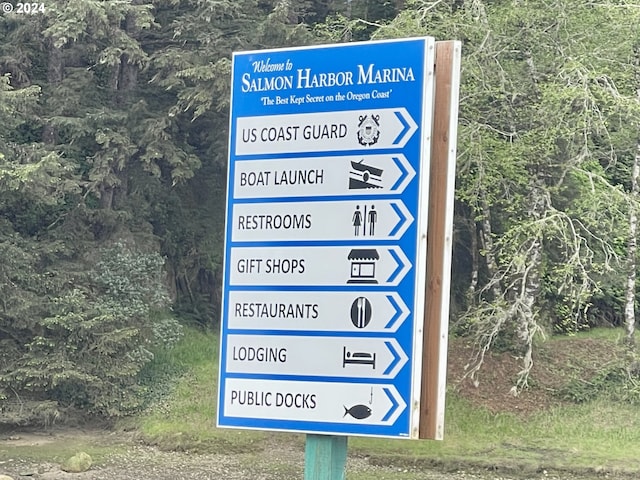 © 2024
Welcome to
SALMON HARBOR MARINA
'The Best Kept Secret on the Oregon Coast'
US COAST GUARD
BOAT LAUNCH
RESTROOMS
GIFT SHOPS
RESTAURANTS
LODGING
PUBLIC DOCKS